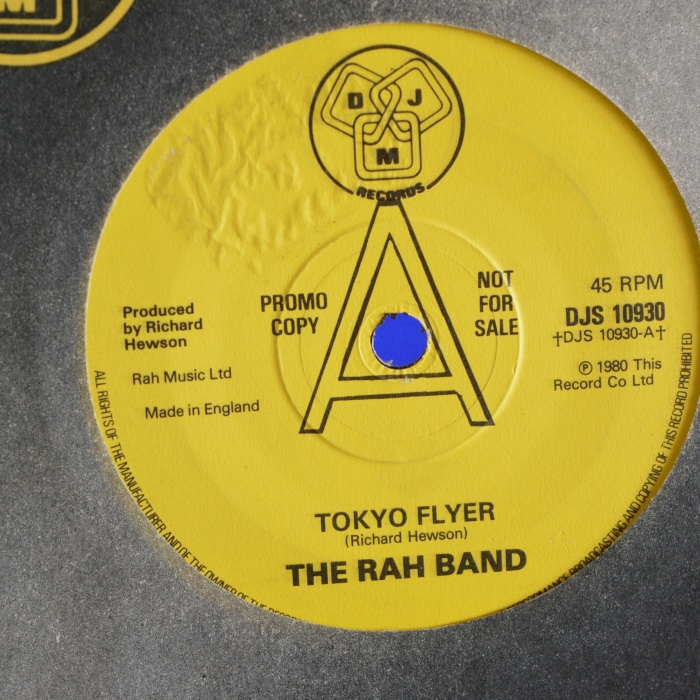 M
D J
M
RECORDS
A
PROMO COPY
NOT FOR SALE
45 RPM
DJS 10930
†DJS 10930-A†
℗ 1980 This
Record Co Ltd
Produced
by Richard
Hewson
Rah Music Ltd
Made in England
TOKYO FLYER
(Richard Hewson)
THE RAH BAND
ALL RIGHTS OF THE MANUFACTURER AND OF THE OWNER OF THE
BROADCASTING AND COPYING OF THIS RECORD PROHIBITED